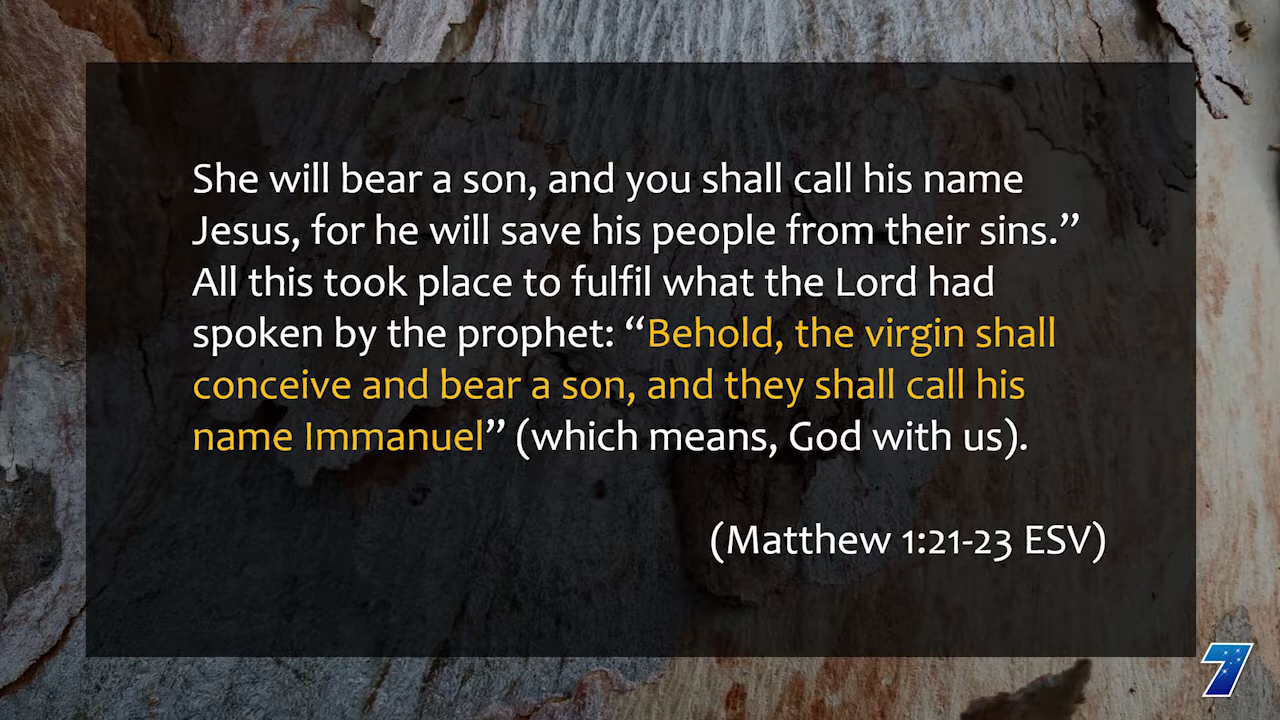 She will bear a son, and you shall call his name
Jesus, for he will save his people from their sins.”
All this took place to fulfil what the Lord had
spoken by the prophet: “Behold, the virgin shall
conceive and bear a son, and they shall call his
name Immanuel” (which means, God with us).
(Matthew 1:21-23 ESV)
7